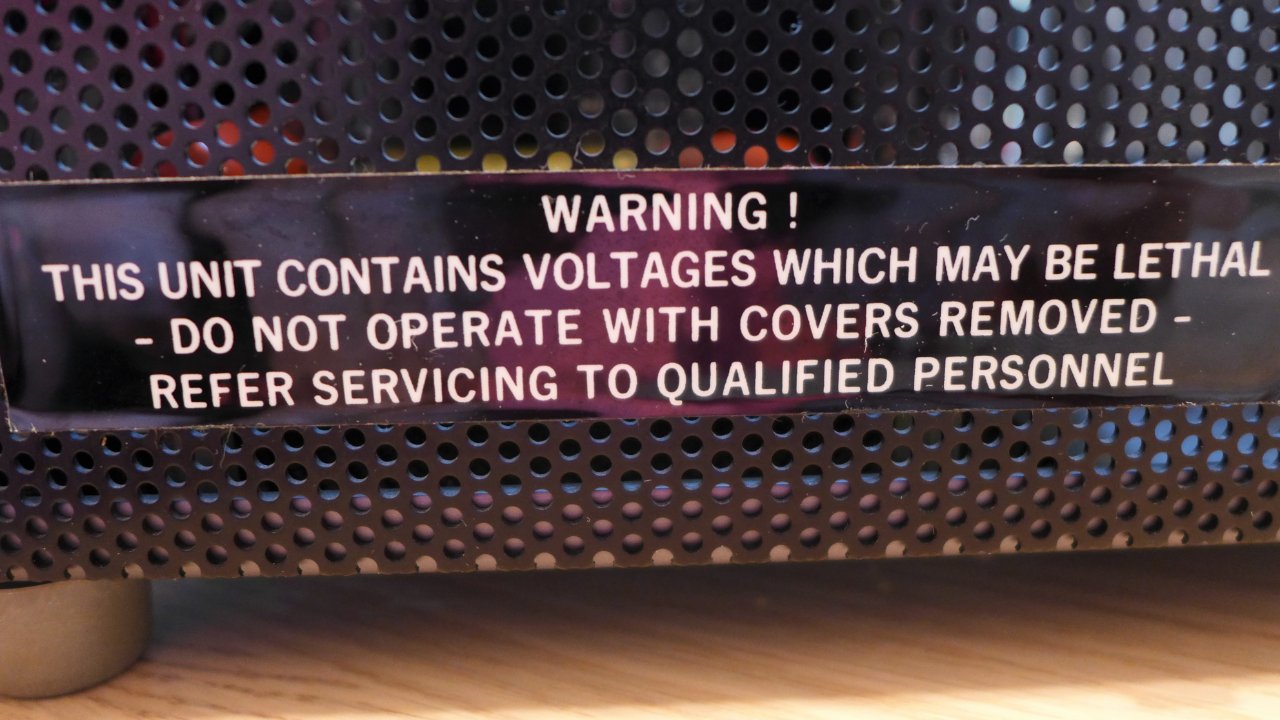 WARNING !
THIS UNIT CONTAINS VOLTAGES WHICH MAY BE LETHAL
- DO NOT OPERATE WITH COVERS REMOVED -
REFER SERVICING TO QUALIFIED PERSONNEL